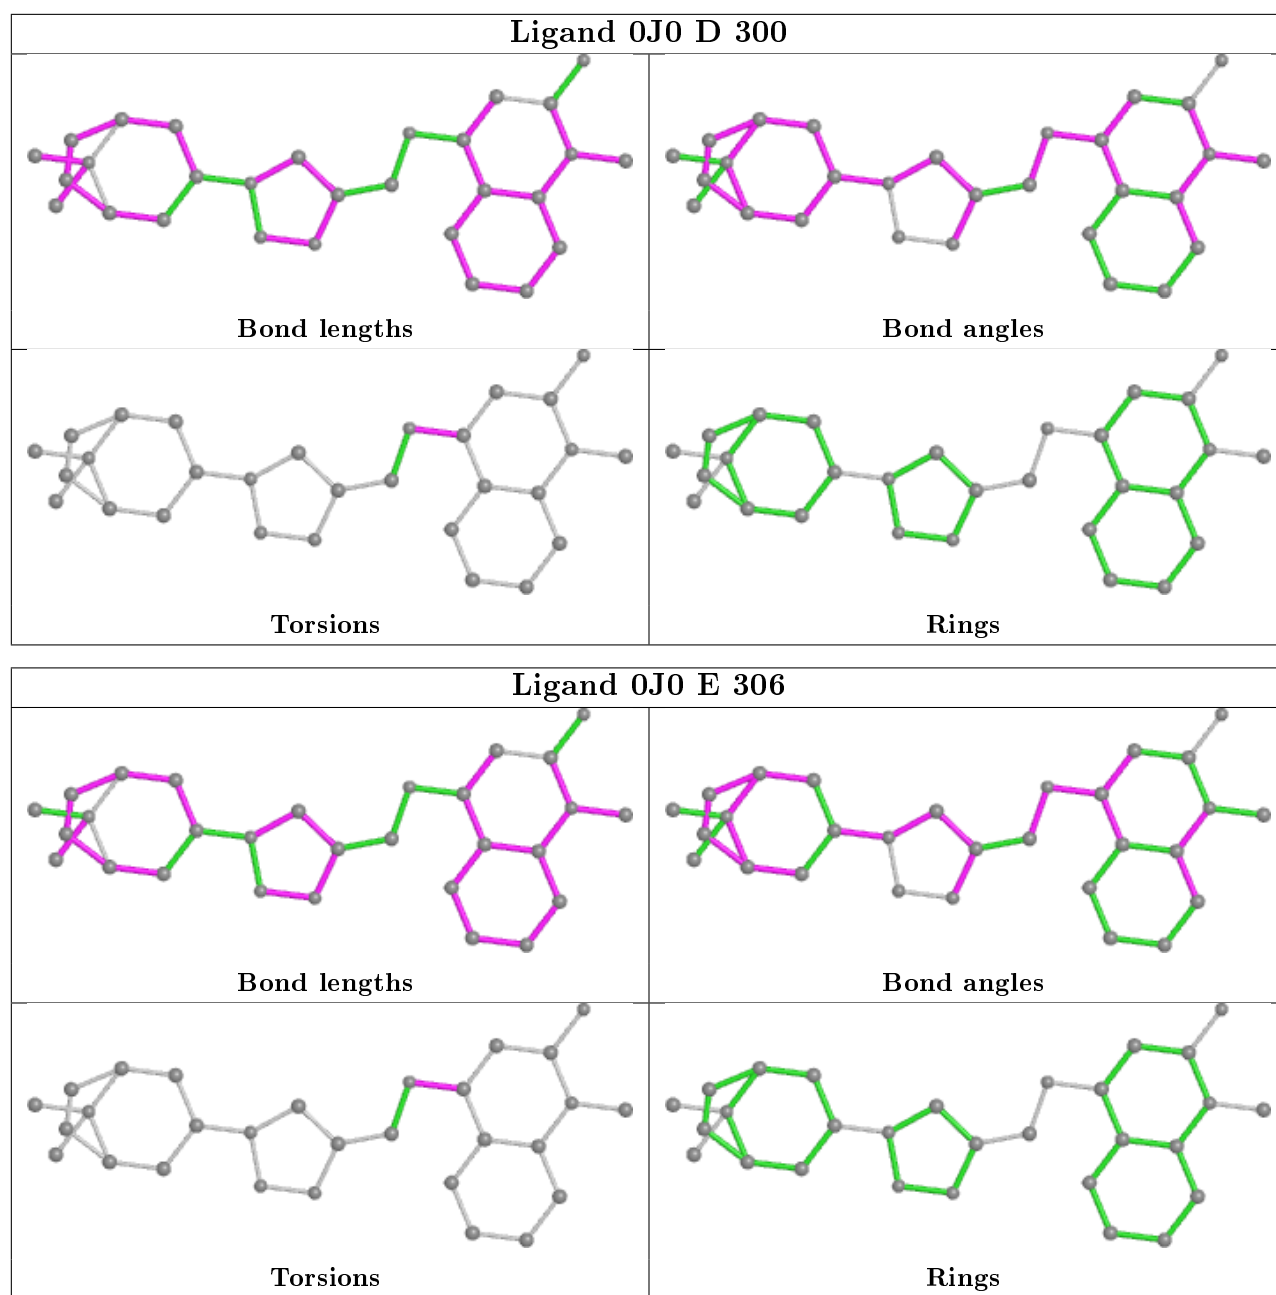 Ligand 0J0 D 300
Bond lengths
Bond angles
Torsions
Rings
Ligand 0J0 E 306
Bond lengths
Bond angles
Torsions
Rings